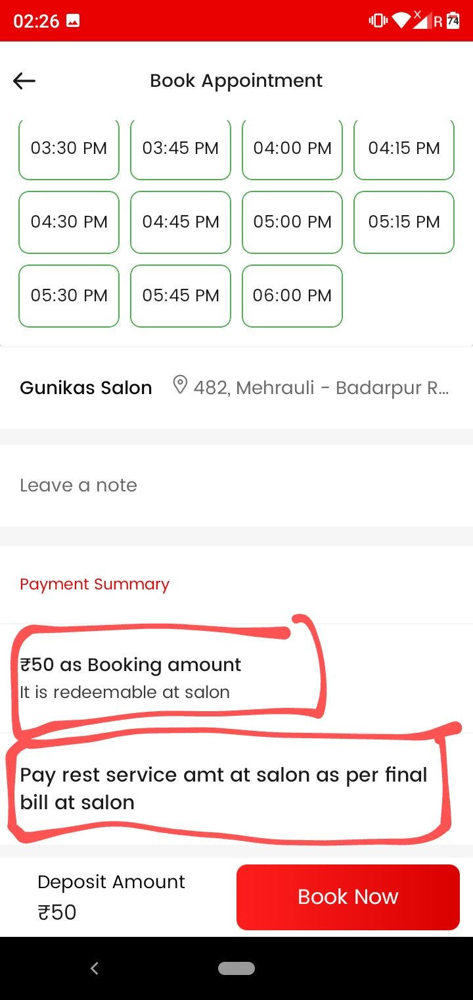 02:26
R 74
Book Appointment
03:30 PM 03:45 PM 04:00 PM 04:15 PM
04:30 PM 04:45 PM 05:00 PM 05:15 PM
05:30 PM 05:45 PM 06:00 PM
Gunikas Salon 482, Mehrauli - Badarpur R...
Leave a note
Payment Summary
₹50 as Booking amount
It is redeemable at salon
Pay rest service amt at salon as per final
bill at salon
Deposit Amount
₹50
Book Now